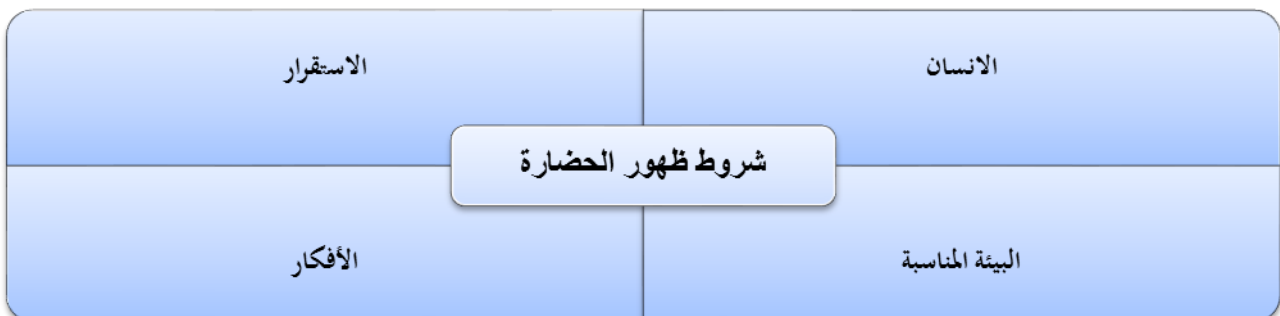 الانسان
الاستقرار
شروط ظهور الحضارة
البيئة المناسبة
الأفكار